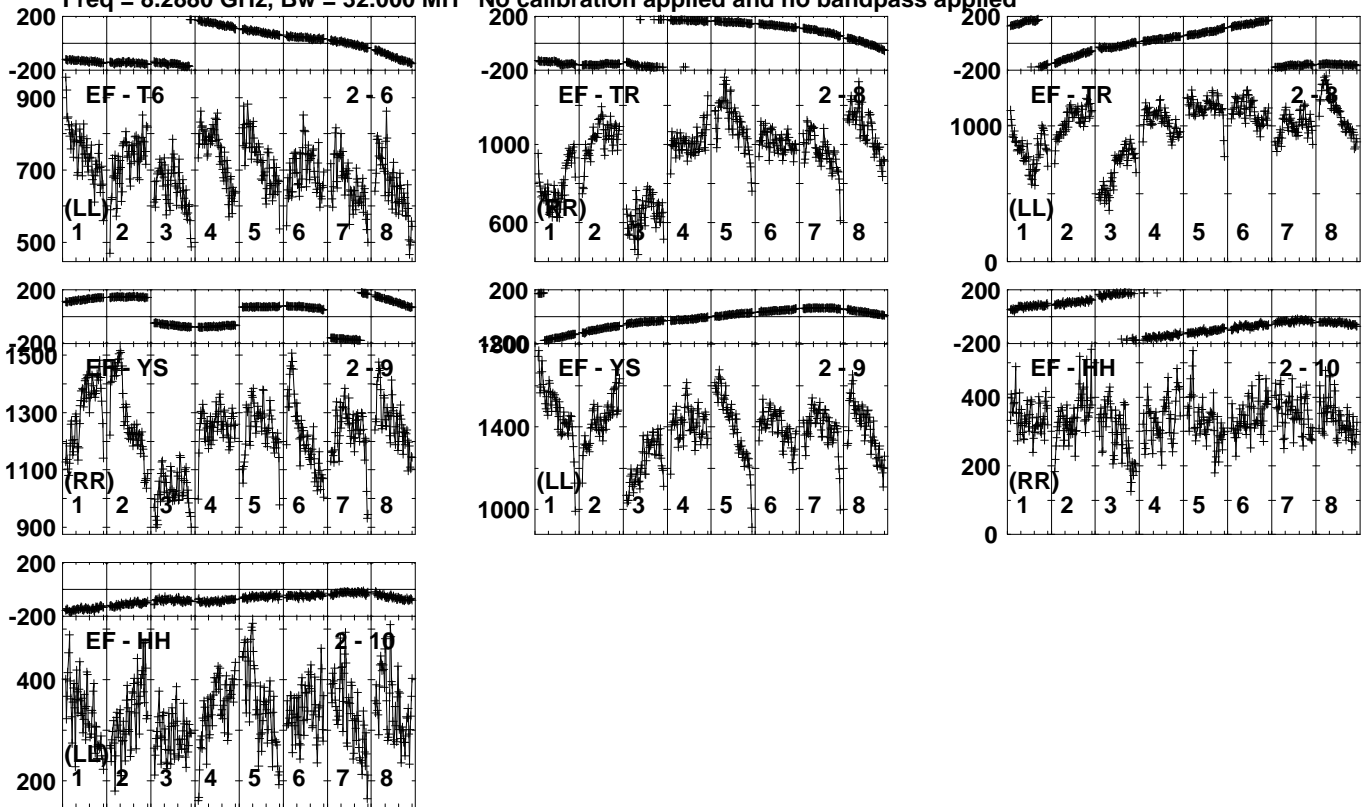 Freq = 8.2880 GHz, Bw = 32.000 MH No calibration applied and no bandpass applied
200
-200
900
700
500
EF - T6 2 - 6
(LL)
1 2 3 4 5 6 7 8
200
-200
1000
600
EF - TR 2 - 8
(RR)
1 2 3 4 5 6 7 8
200
-200
1000
0
EF - TR 2 - 8
(LL)
1 2 3 4 5 6 7 8
200
-200
1500
1300
1100
900
EF - YS 2 - 9
(RR)
1 2 3 4 5 6 7 8
200
-200
1800
1400
1000
EF - YS 2 - 9
(LL)
1 2 3 4 5 6 7 8
200
-200
400
200
0
EF - HH 2 - 10
(RR)
1 2 3 4 5 6 7 8
200
-200
400
200
EF - HH 2 - 10
(LL)
1 2 3 4 5 6 7 8